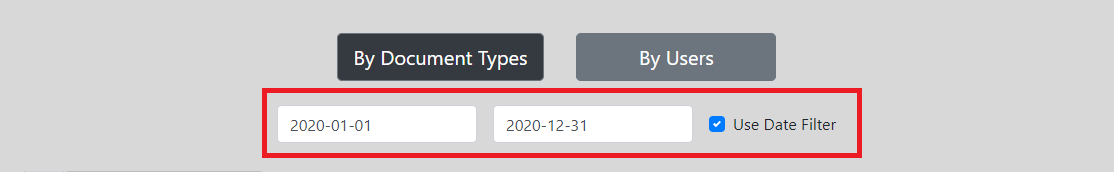 By Document Types By Users
2020-01-01 2020-12-31 Use Date Filter